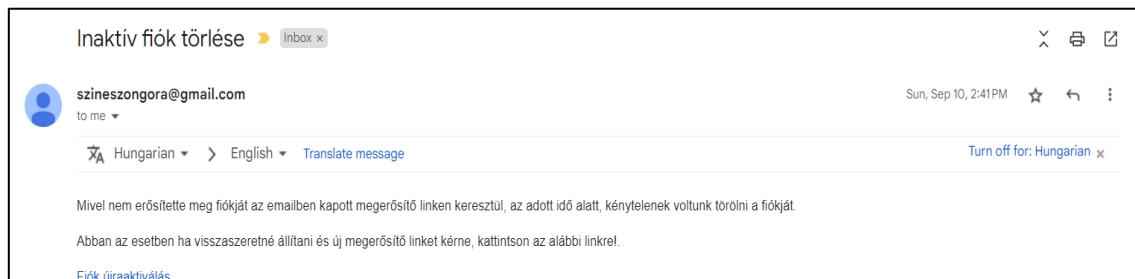 Inaktív fiók törlése Inbox ×
szineszongora@gmail.com Sun, Sep 10, 2:41 PM
to me
Hungarian English Translate message Turn off for: Hungarian ×
Mivel nem erősítette meg fiókját az emailben kapott megerősítő linken keresztül, az adott idő alatt, kénytelenek voltunk törölni a fiókját.
Abban az esetben ha visszaszeretné állítani és új megerősítő linket kérne, kattintson az alábbi linkre!.
Fiók újraaktiválás